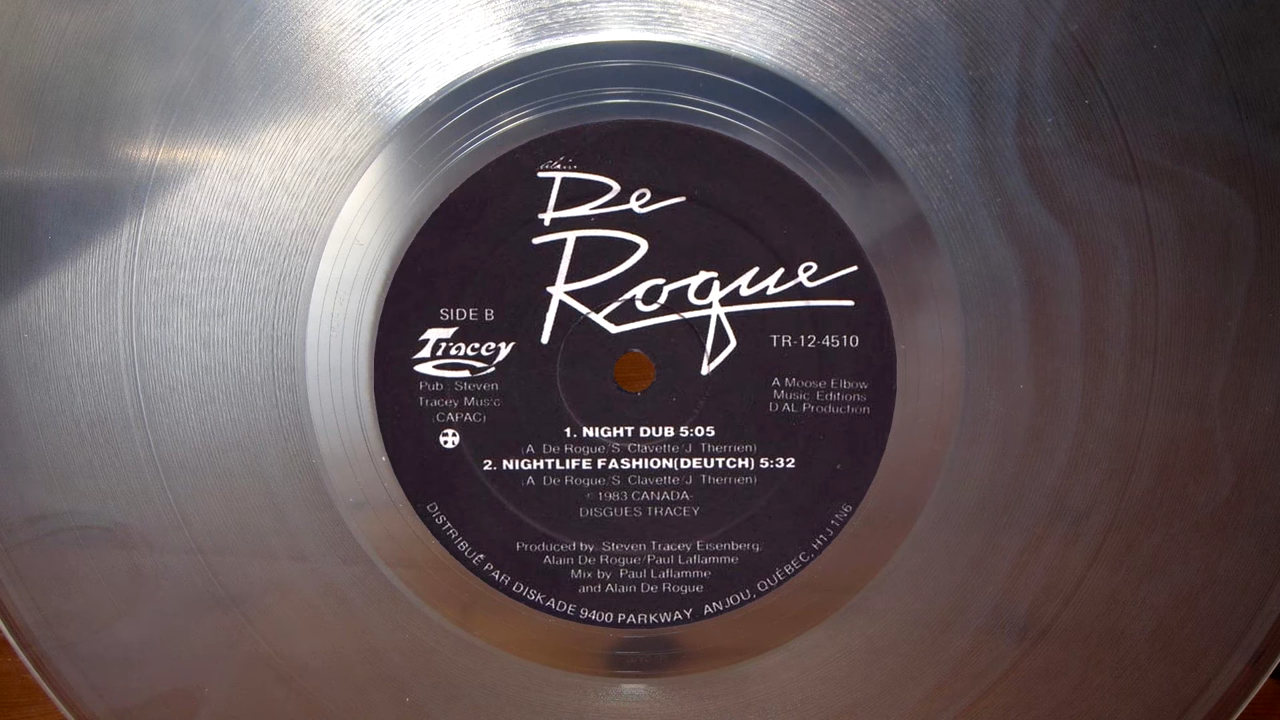 Alain
De
Rogue
SIDE B
Tracey
TR-12-4510
Pub : Steven
Tracey Music
(CAPAC)
A Moose Elbow
Music Editions
D'AL Production
1. NIGHT DUB 5:05
(A. De Rogue/S. Clavette/J. Therrien)
2. NIGHTLIFE FASHION(DEUTCH) 5:32
(A. De Rogue/S. Clavette/J. Therrien)
© 1983 CANADA-
DISGUES TRACEY
Produced by: Steven Tracey Eisenberg,
Alain De Rogue/Paul Laflamme
Mix by: Paul Laflamme
and Alain De Rogue
DISTRIBUÉ PAR DISKADE 9400 PARKWAY ANJOU, QUÉBEC, H1J 1N6